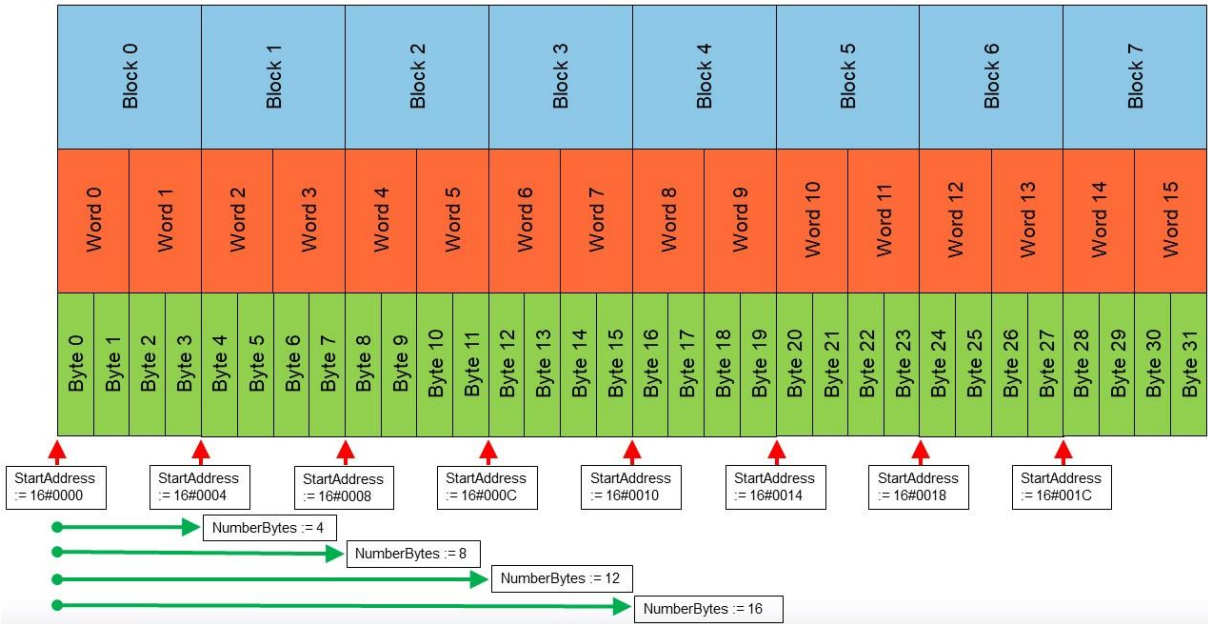 Block 0
Block 1
Block 2
Block 3
Block 4
Block 5
Block 6
Block 7
Word 0
Word 1
Word 2
Word 3
Word 4
Word 5
Word 6
Word 7
Word 8
Word 9
Word 10
Word 11
Word 12
Word 13
Word 14
Word 15
Byte 0
Byte 1
Byte 2
Byte 3
Byte 4
Byte 5
Byte 6
Byte 7
Byte 8
Byte 9
Byte 10
Byte 11
Byte 12
Byte 13
Byte 14
Byte 15
Byte 16
Byte 17
Byte 18
Byte 19
Byte 20
Byte 21
Byte 22
Byte 23
Byte 24
Byte 25
Byte 26
Byte 27
Byte 28
Byte 29
Byte 30
Byte 31
StartAddress
:= 16#0000
StartAddress
:= 16#0004
StartAddress
:= 16#0008
StartAddress
:= 16#000C
StartAddress
:= 16#0010
StartAddress
:= 16#0014
StartAddress
:= 16#0018
StartAddress
:= 16#001C
NumberBytes := 4
NumberBytes := 8
NumberBytes := 12
NumberBytes := 16